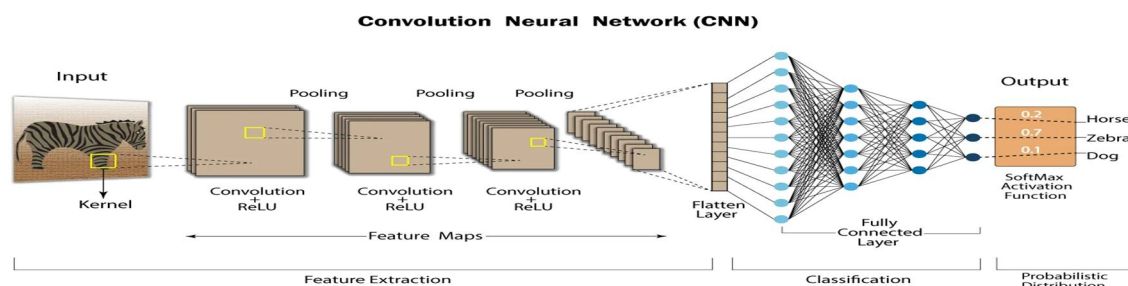 Convolution Neural Network (CNN)
Input
Pooling
Pooling
Pooling
Output
0.2
0.7
0.1
Horse
Zebra
Dog
Kernel
Convolution
+
ReLU
Convolution
+
ReLU
Convolution
+
ReLU
Flatten
Layer
SoftMax
Activation
Function
Feature Maps
Fully
Connected
Layer
Feature Extraction
Classification
Probabilistic
Distribution